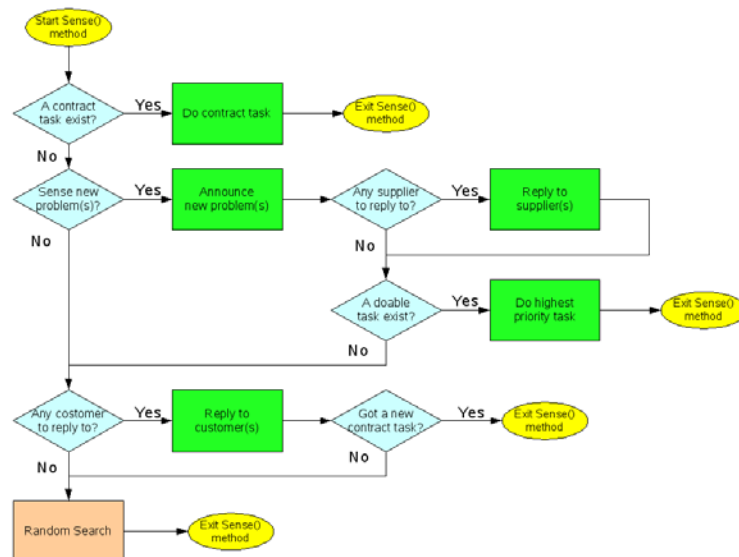 Start Sense()
method
A contract
task exist?
Yes
Do contract task
Exit Sense()
method
No
Sense new
problem(s)?
Yes
Announce
new problem(s)
Any supplier
to reply to?
Yes
Reply to
supplier(s)
No
No
A doable
task exist?
Yes
Do highest
priority task
Exit Sense()
method
No
Any costomer
to reply to?
Yes
Reply to
customer(s)
Got a new
contract task?
Yes
Exit Sense()
method
No
No
Random Search
Exit Sense()
method